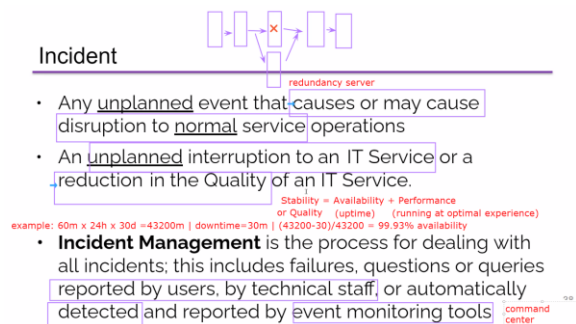 Incident
redundancy server
• Any unplanned event that causes or may cause
disruption to normal service operations
• An unplanned interruption to an IT Service or a
reduction in the Quality of an IT Service.
Stability = Availability + Performance
or Quality (uptime) (running at optimal experience)
example: 60m x 24h x 30d =43200m | downtime=30m | (43200-30)/43200 = 99.93% availability
• Incident Management is the process for dealing with
all incidents; this includes failures, questions or queries
reported by users, by technical staff, or automatically
detected and reported by event monitoring tools
command
center